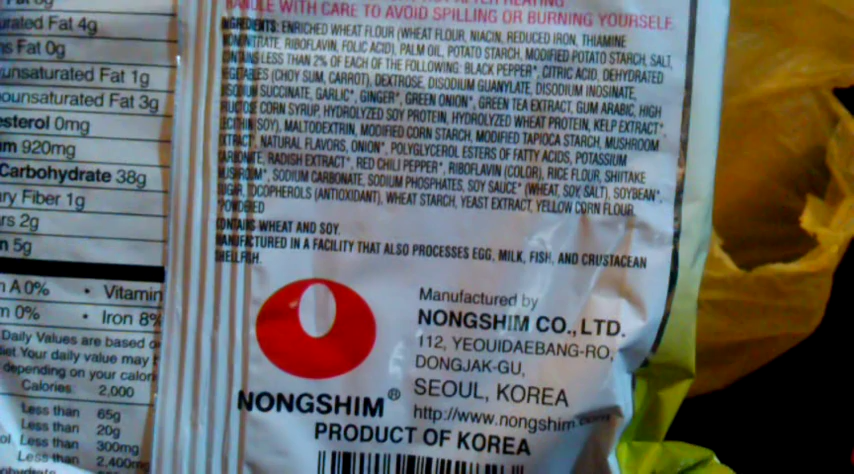 HANDLE WITH CARE TO AVOID SPILLING OR BURNING YOURSELF.
INGREDIENTS: ENRICHED WHEAT FLOUR (WHEAT FLOUR, NIACIN, REDUCED IRON, THIAMINE
MONONITRATE, RIBOFLAVIN, FOLIC ACID), PALM OIL, POTATO STARCH, MODIFIED POTATO STARCH, SALT,
CONTAINS LESS THAN 2% OF EACH OF THE FOLLOWING: BLACK PEPPER*, CITRIC ACID, DEHYDRATED
VEGETABLES (CHOY SUM, CARROT), DEXTROSE, DISODIUM GUANYLATE, DISODIUM INOSINATE,
DISODIUM SUCCINATE, GARLIC*, GINGER*, GREEN ONION*, GREEN TEA EXTRACT, GUM ARABIC, HIGH
FRUCTOSE CORN SYRUP, HYDROLYZED SOY PROTEIN, HYDROLYZED WHEAT PROTEIN, KELP EXTRACT*,
LECITHIN (SOY), MALTODEXTRIN, MODIFIED CORN STARCH, MODIFIED TAPIOCA STARCH, MUSHROOM
EXTRACT*, NATURAL FLAVORS, ONION*, POLYGLYCEROL ESTERS OF FATTY ACIDS, POTASSIUM
CARBONATE, RADISH EXTRACT*, RED CHILI PEPPER*, RIBOFLAVIN (COLOR), RICE FLOUR, SHIITAKE
MUSHROOM*, SODIUM CARBONATE, SODIUM PHOSPHATES, SOY SAUCE* (WHEAT, SOY, SALT), SOYBEAN*,
SUGAR, TOCOPHEROLS (ANTIOXIDANT), WHEAT STARCH, YEAST EXTRACT, YELLOW CORN FLOUR.
*POWDERED
CONTAINS WHEAT AND SOY.
MANUFACTURED IN A FACILITY THAT ALSO PROCESSES EGG, MILK, FISH, AND CRUSTACEAN
SHELLFISH.
Manufactured by
NONGSHIM CO., LTD.
112, YEOUIDAEBANG-RO,
DONGJAK-GU,
SEOUL, KOREA
http://www.nongshim.com
NONGSHIM®
PRODUCT OF KOREA
urated Fat 4g
ns Fat 0g
unsaturated Fat 1g
ounsaturated Fat 3g
esterol 0mg
m 920mg
Carbohydrate 38g
ry Fiber 1g
rs 2g
n 5g
n A 0% • Vitamin
m 0% • Iron 8%
Daily Values are based o
diet. Your daily value may b
depending on your calori
Calories: 2,000
Less than 65g
Less than 20g
ol Less than 300mg
Less than 2,400mg